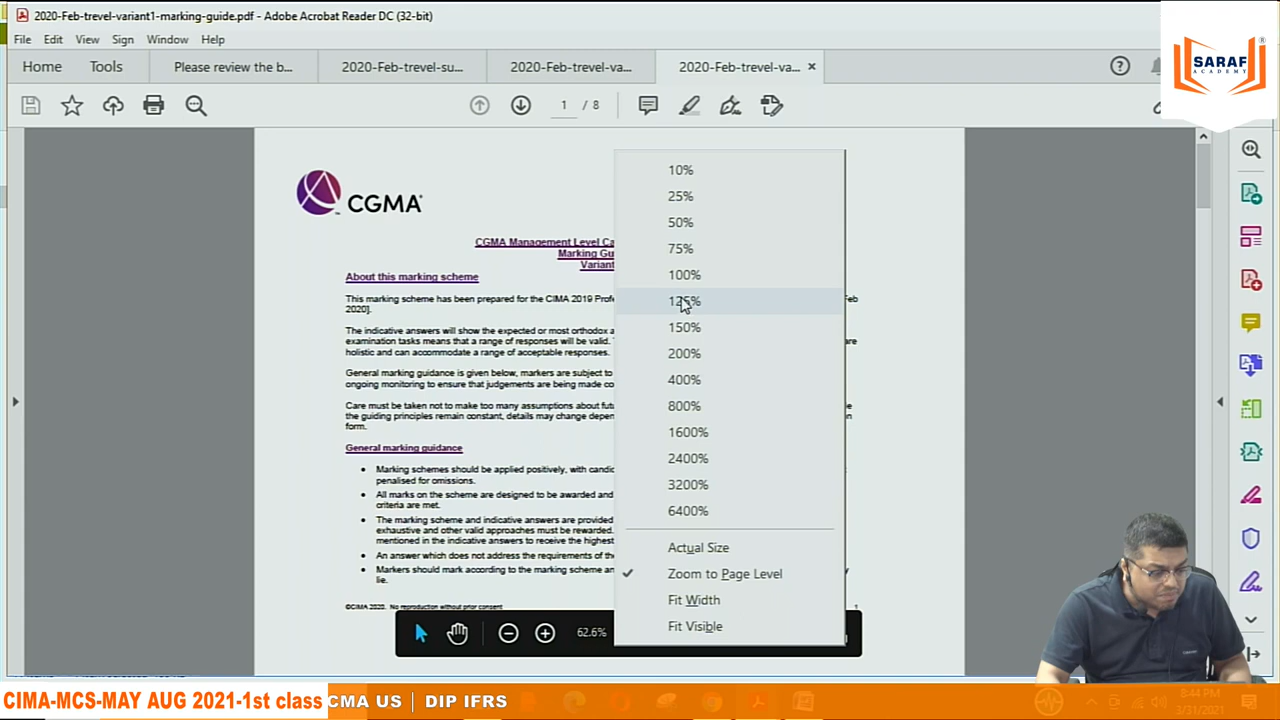 2020-Feb-trevel-variant1-marking-guide.pdf - Adobe Acrobat Reader DC (32-bit)
File Edit View Sign Window Help
Home Tools Please review the b... 2020-Feb-trevel-su... 2020-Feb-trevel-va... 2020-Feb-trevel-va... ×
1 / 8
SARAF
ACADEMY
CGMA
CGMA Management Level Ca
Marking Gu
Variant
About this marking scheme
This marking scheme has been prepared for the CIMA 2019 Profe
eb
2020].
The indicative answers will show the expected or most orthodox a
examination tasks means that a range of responses will be valid.
are
holistic and can accommodate a range of acceptable responses.
General marking guidance is given below, markers are subject to
ongoing monitoring to ensure that judgements are being made co
Care must be taken not to make too many assumptions about futu
e
the guiding principles remain constant, details may change depen
n
form.
General marking guidance
• Marking schemes should be applied positively, with candid
penalised for omissions.
• All marks on the scheme are designed to be awarded and
criteria are met.
• The marking scheme and indicative answers are provided
exhaustive and other valid approaches must be rewarded.
mentioned in the indicative answers to receive the highest
• An answer which does not address the requirements of the
• Markers should mark according to the marking scheme an
y
lie.
©CIMA 2020. No reproduction without prior consent
1
10%
25%
50%
75%
100%
125%
150%
200%
400%
800%
1600%
2400%
3200%
6400%
Actual Size
Zoom to Page Level
Fit Width
Fit Visible
62.6%
CIMA-MCS-MAY AUG 2021-1st class
CMA US | DIP IFRS
8:44 PM
3/31/2021